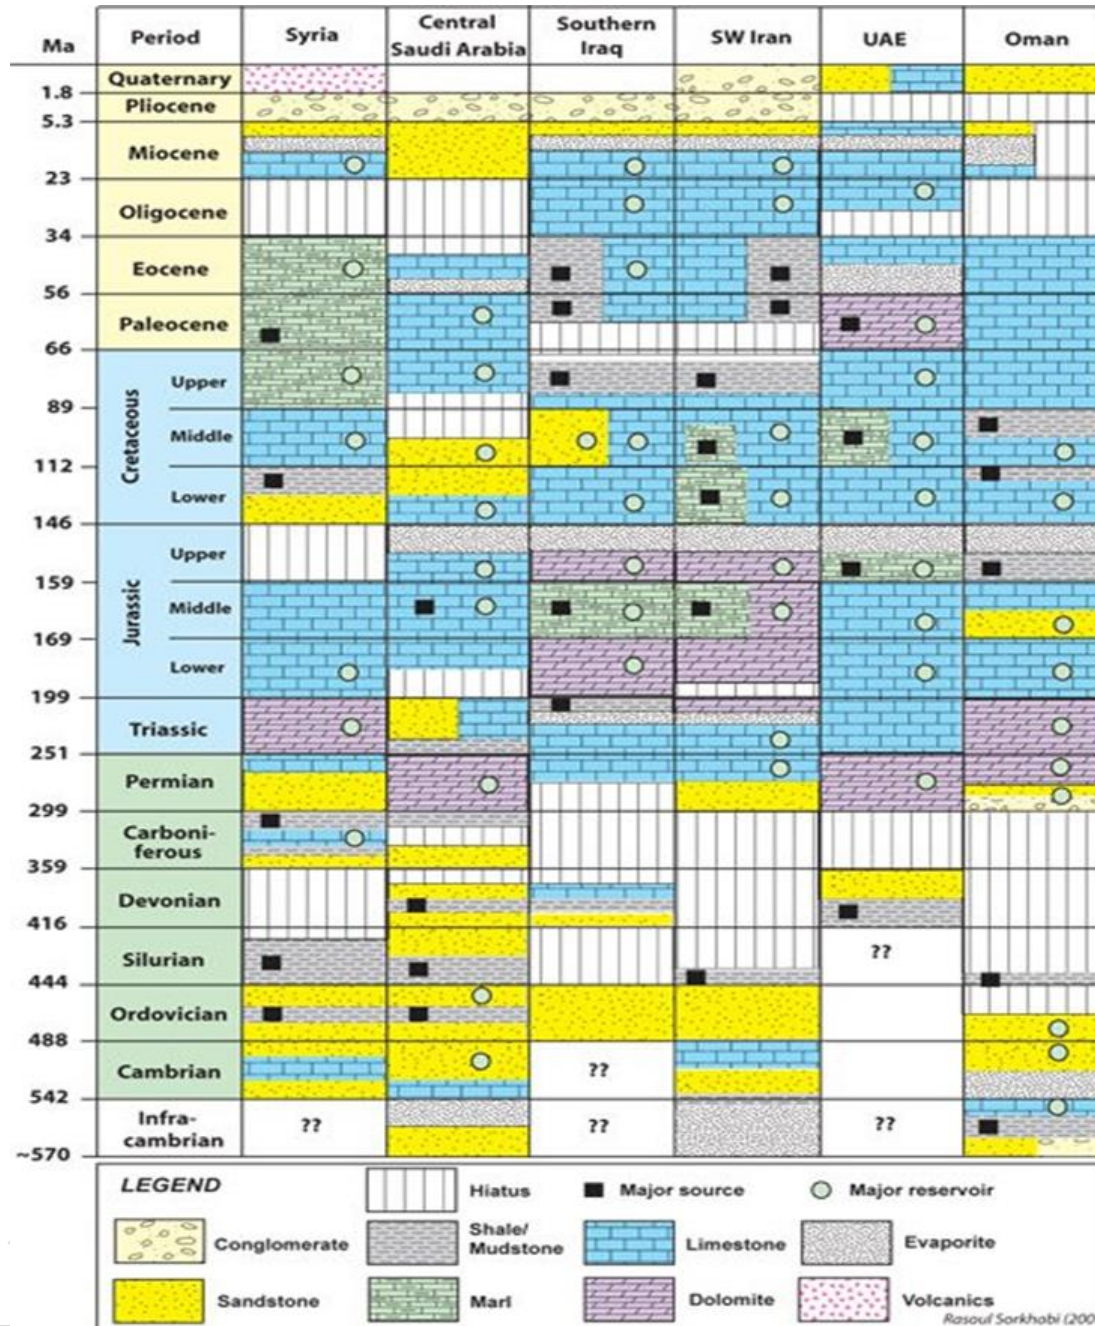 Ma Period Syria Central Saudi Arabia Southern Iraq SW Iran UAE Oman
Quaternary
1.8
Pliocene
5.3
Miocene
23
Oligocene
34
Eocene
56
Paleocene
66
Cretaceous
Upper
89
Middle
112
Lower
146
Jurassic
Upper
159
Middle
169
Lower
199
Triassic
251
Permian
299
Carboni-
ferous
359
Devonian
416
Silurian ??
444
Ordovician
488
Cambrian ??
542
Infra-
cambrian ?? ?? ??
~570
LEGEND
Hiatus Major source Major reservoir
Conglomerate Shale/
Mudstone Limestone Evaporite
Sandstone Marl Dolomite Volcanics
Rasoul Sorkhabi (200